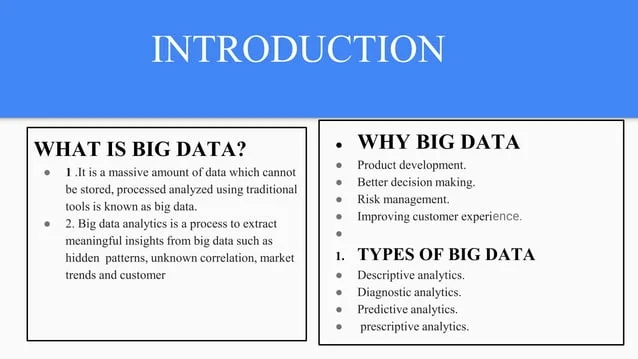 INTRODUCTION
WHAT IS BIG DATA?
● 1 .It is a massive amount of data which cannot
be stored, processed analyzed using traditional
tools is known as big data.
● 2. Big data analytics is a process to extract
meaningful insights from big data such as
hidden patterns, unknown correlation, market
trends and customer
● WHY BIG DATA
● Product development.
● Better decision making.
● Risk management.
● Improving customer experience.
●
1. TYPES OF BIG DATA
● Descriptive analytics.
● Diagnostic analytics.
● Predictive analytics.
● prescriptive analytics.